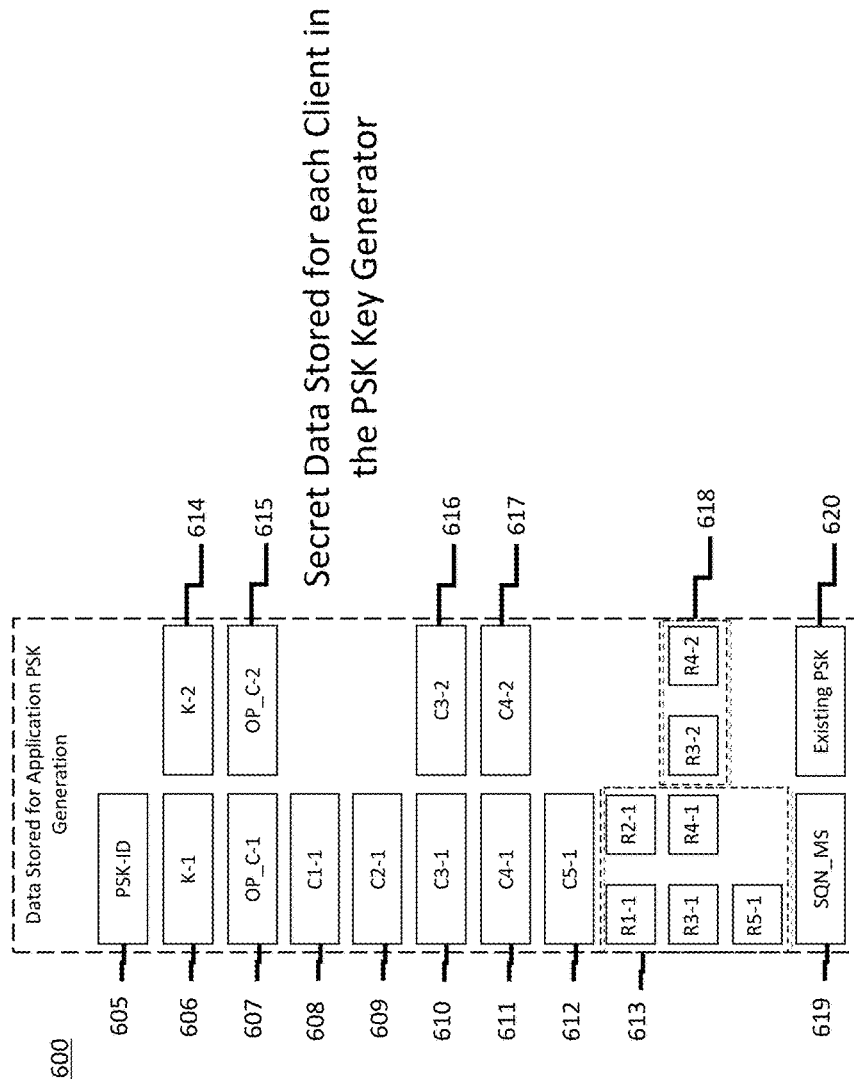 600
Data Stored for Application PSK
Generation
605
PSK-ID
606
K-1
K-2
614
607
OP_C-1
OP_C-2
615
608
C1-1
609
C2-1
610
C3-1
C3-2
616
611
C4-1
C4-2
617
612
C5-1
613
R1-1
R2-1
R3-1
R4-1
R5-1
R3-2
R4-2
618
619
SQN_MS
Existing PSK
620
Secret Data Stored for each Client in
the PSK Key Generator